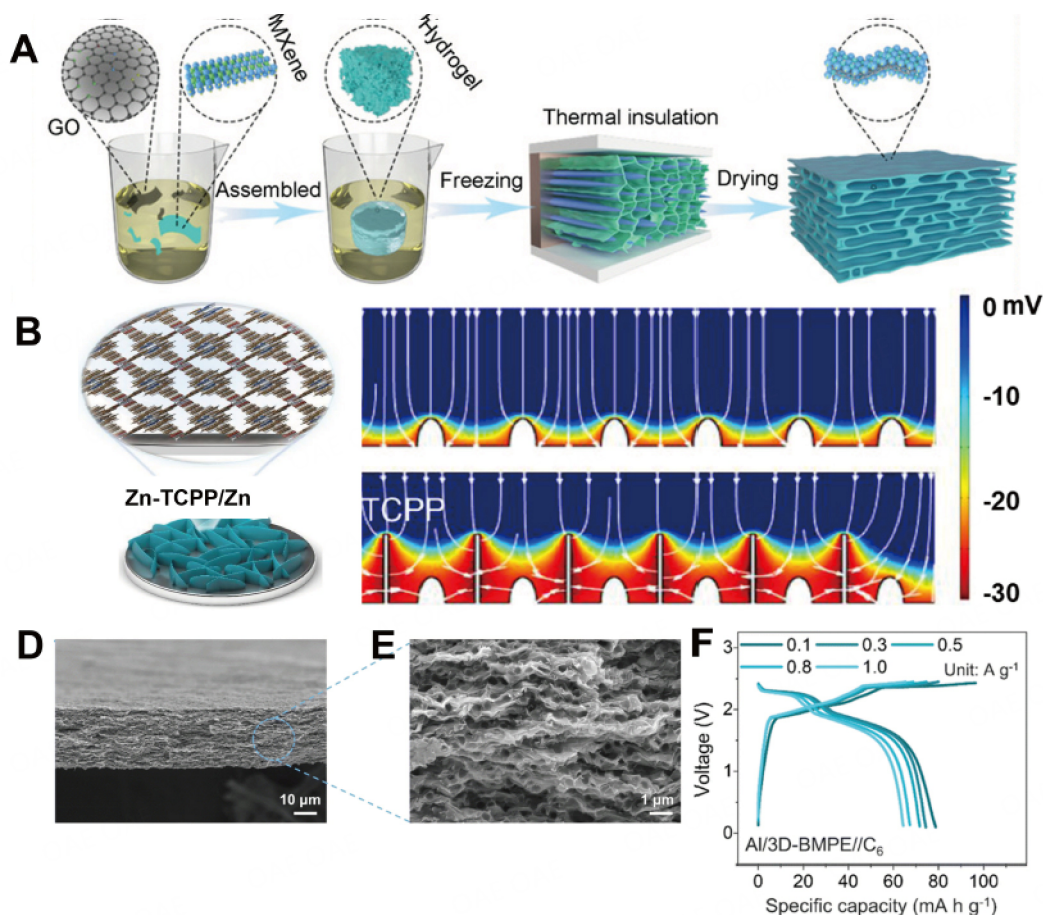 A
GO
MXene
Hydrogel
Assembled
Freezing
Thermal insulation
Drying
B
Zn-TCPP/Zn
TCPP
0 mV
-10
-20
-30
D
10 µm
E
1 µm
F
0.1 0.3 0.5
0.8 1.0 Unit: A g⁻¹
Voltage (V)
3
2
1
0
Al/3D-BMPE//C₆
0 20 40 60 80 100
Specific capacity (mA h g⁻¹)